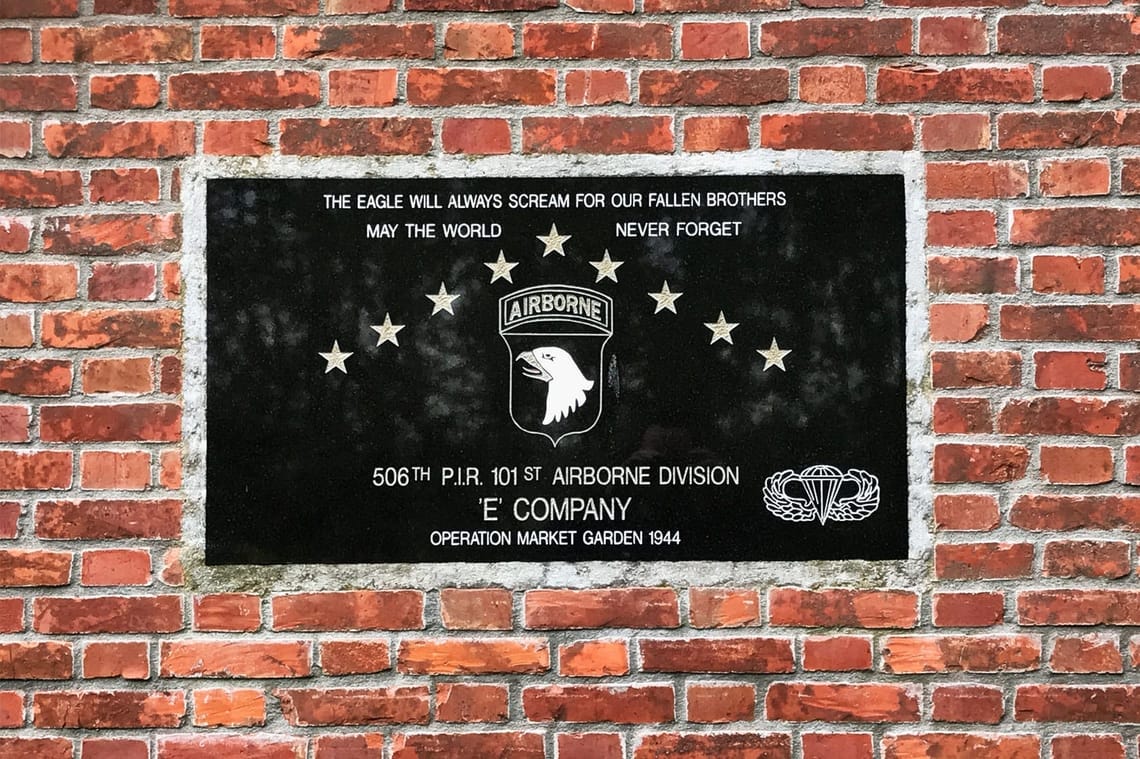 THE EAGLE WILL ALWAYS SCREAM FOR OUR FALLEN BROTHERS
MAY THE WORLD NEVER FORGET
AIRBORNE
506TH P.I.R. 101ST AIRBORNE DIVISION
'E' COMPANY
OPERATION MARKET GARDEN 1944